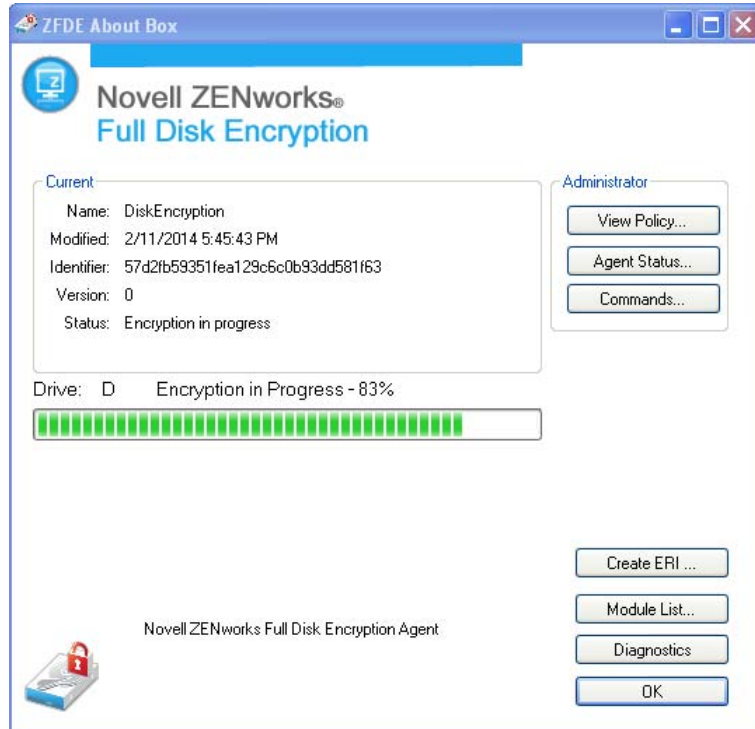 ZFDE About Box
Novell ZENworks®
Full Disk Encryption
Current
Name: DiskEncryption
Modified: 2/11/2014 5:45:43 PM
Identifier: 57d2fb59351fea129c6c0b93dd581f63
Version: 0
Status: Encryption in progress
Administrator
View Policy...
Agent Status...
Commands...
Drive: D Encryption in Progress - 83%
Create ERI ...
Module List...
Novell ZENworks Full Disk Encryption Agent
Diagnostics
OK